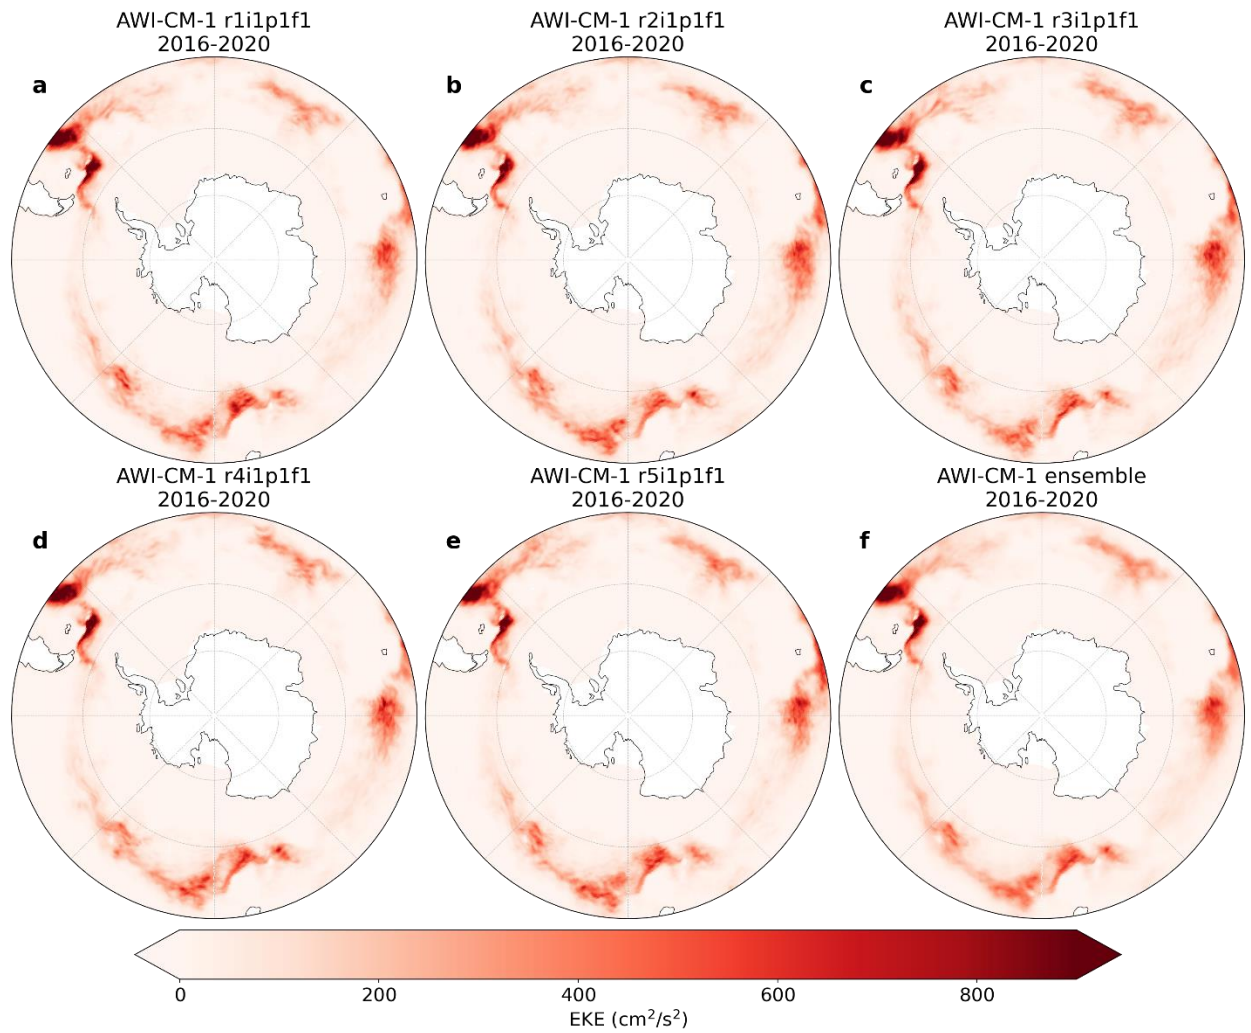 AWI-CM-1 r1i1p1f1
2016-2020
AWI-CM-1 r2i1p1f1
2016-2020
AWI-CM-1 r3i1p1f1
2016-2020
a
b
c
AWI-CM-1 r4i1p1f1
2016-2020
AWI-CM-1 r5i1p1f1
2016-2020
AWI-CM-1 ensemble
2016-2020
d
e
f
0 200 400 600 800
EKE (cm²/s²)